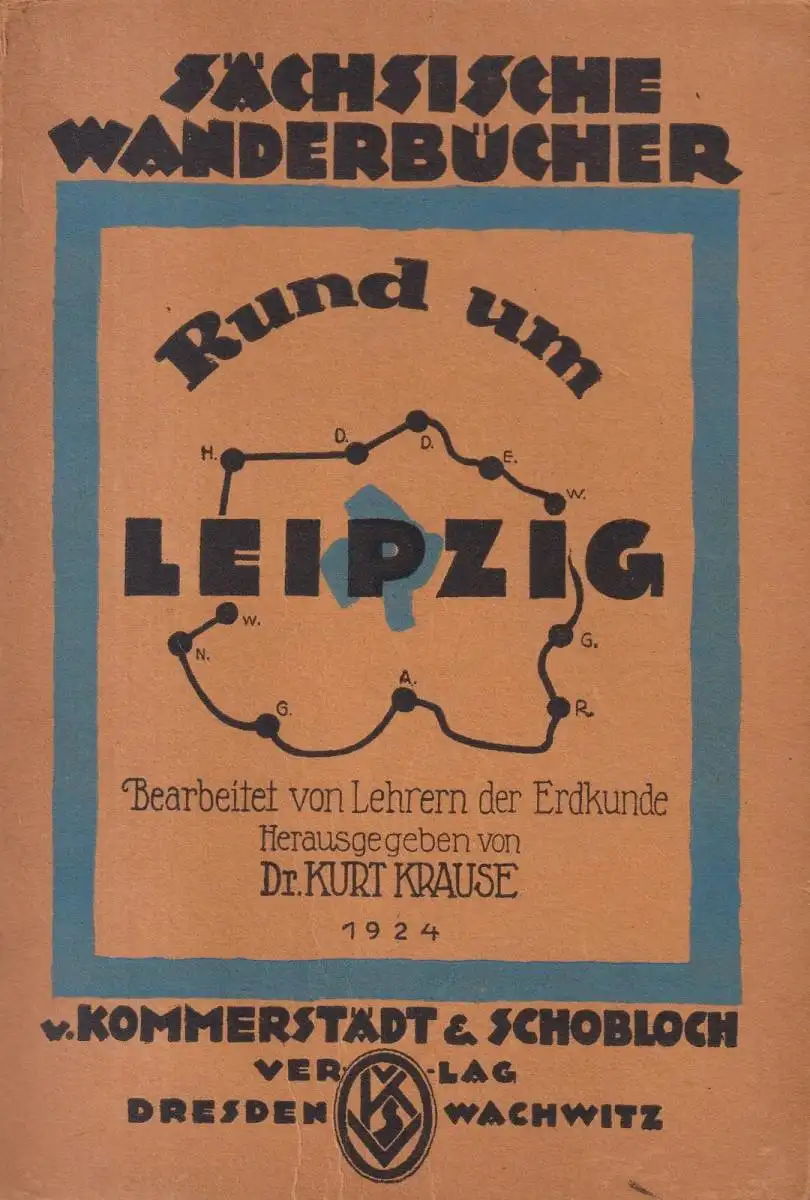 SÄCHSISCHE
WANDERBÜCHER
Rund um
H.
D.
D.
E.
W.
LEIPZIG
W.
N.
G.
A.
G.
R.
Bearbeitet von Lehrern der Erdkunde
Herausgegeben von
Dr. KURT KRAUSE
1924
v. KOMMERSTÄDT & SCHOBLOCH
VER-LAG
DRESDEN WACHWITZ
VKS